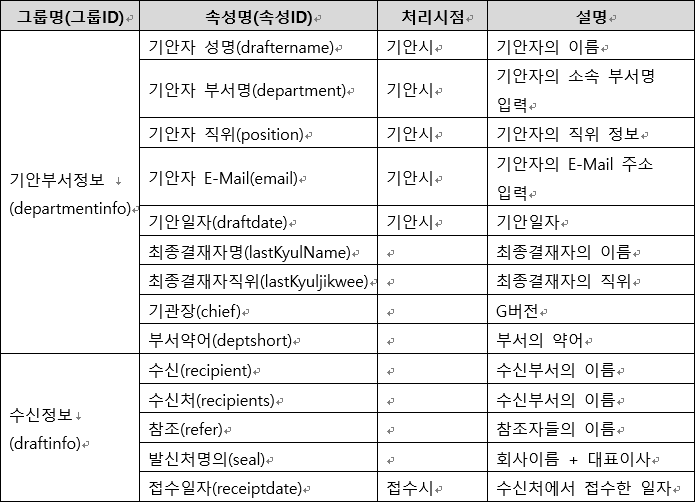 그룹명(그룹ID) 속성명(속성ID) 처리시점 설명
기안부서정보 ↓
(departmentinfo)
기안자 성명(draftername) 기안시 기안자의 이름
기안자 부서명(department) 기안시 기안자의 소속 부서명
입력
기안자 직위(position) 기안시 기안자의 직위 정보
기안자 E-Mail(email) 기안시 기안자의 E-Mail 주소
입력
기안일자(draftdate) 기안시 기안일자
최종결재자명(lastKyulName) 최종결재자의 이름
최종결재자직위(lastKyuljikwee) 최종결재자의 직위
기관장(chief) G버전
부서약어(deptshort) 부서의 약어
수신정보↓
(draftinfo)
수신(recipient) 수신부서의 이름
수신처(recipients) 수신부서의 이름
참조(refer) 참조자들의 이름
발신처명의(seal) 회사이름 + 대표이사
접수일자(receiptdate) 접수시 수신처에서 접수한 일자